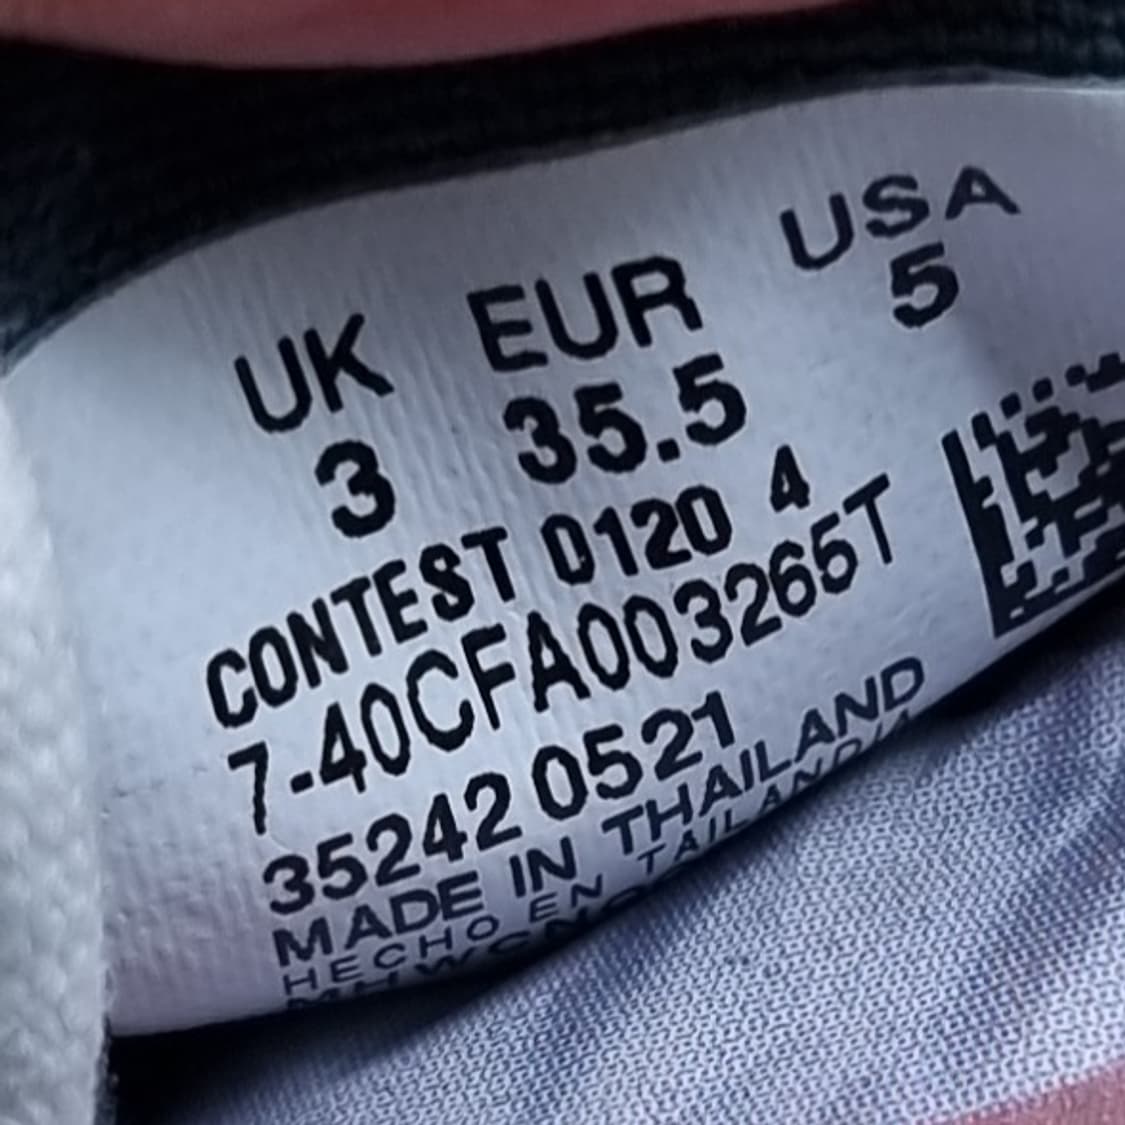 UK EUR USA
3 35.5 5
CONTEST 0120 4
7-40CFA003265T
35242 0521
MADE IN THAILAND
HECHO EN TAILANDIA